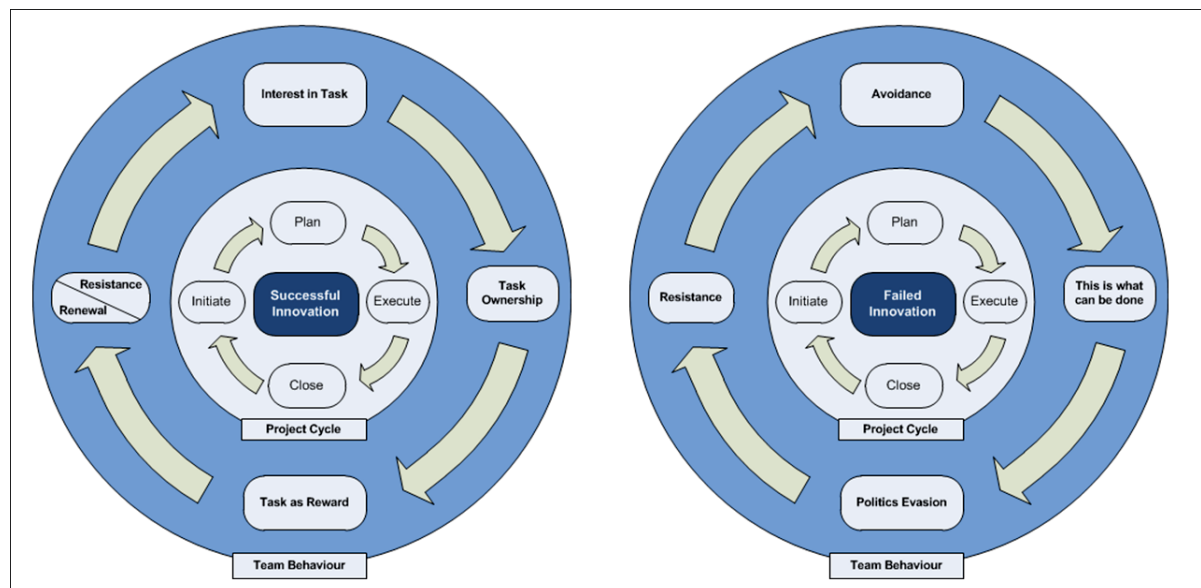 Interest in Task
Plan
Resistance
Renewal
Initiate
Successful
Innovation
Execute
Task
Ownership
Close
Project Cycle
Task as Reward
Team Behaviour
Avoidance
Plan
Resistance
Initiate
Failed
Innovation
Execute
This is what
can be done
Close
Project Cycle
Politics Evasion
Team Behaviour